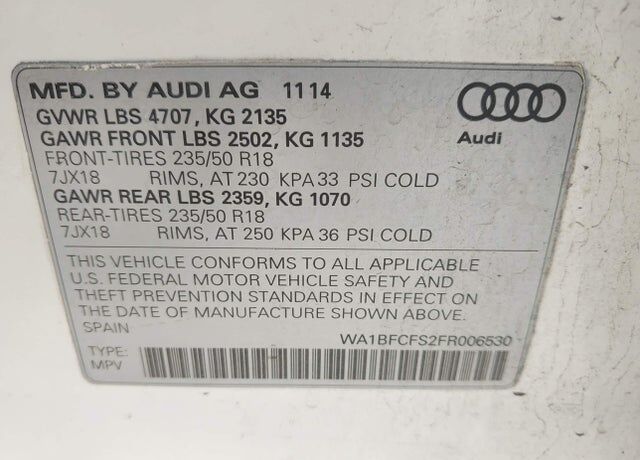 MFD. BY AUDI AG 11 14
GVWR LBS 4707, KG 2135
GAWR FRONT LBS 2502, KG 1135
FRONT-TIRES 235/50 R18
7JX18 RIMS, AT 230 KPA 33 PSI COLD
GAWR REAR LBS 2359, KG 1070
REAR-TIRES 235/50 R18
7JX18 RIMS, AT 250 KPA 36 PSI COLD
Audi
THIS VEHICLE CONFORMS TO ALL APPLICABLE
U.S. FEDERAL MOTOR VEHICLE SAFETY AND
THEFT PREVENTION STANDARDS IN EFFECT ON
THE DATE OF MANUFACTURE SHOWN ABOVE.
SPAIN
WA1BFCFS2FR006530
TYPE:
MPV